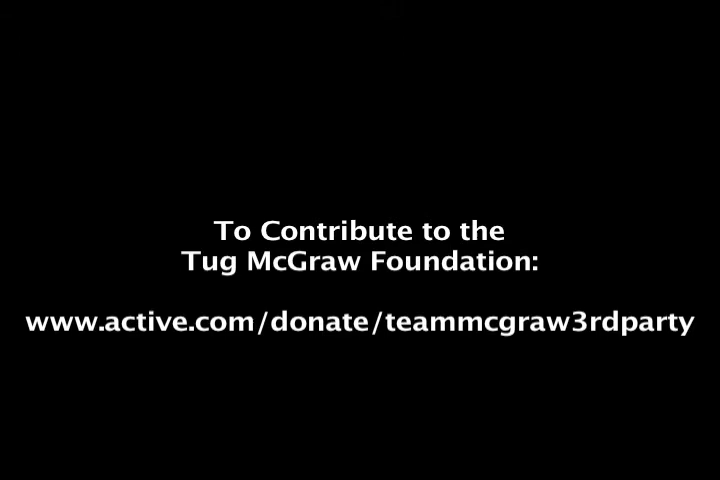 To Contribute to the
Tug McGraw Foundation:
www.active.com/donate/teammcgraw3rdparty